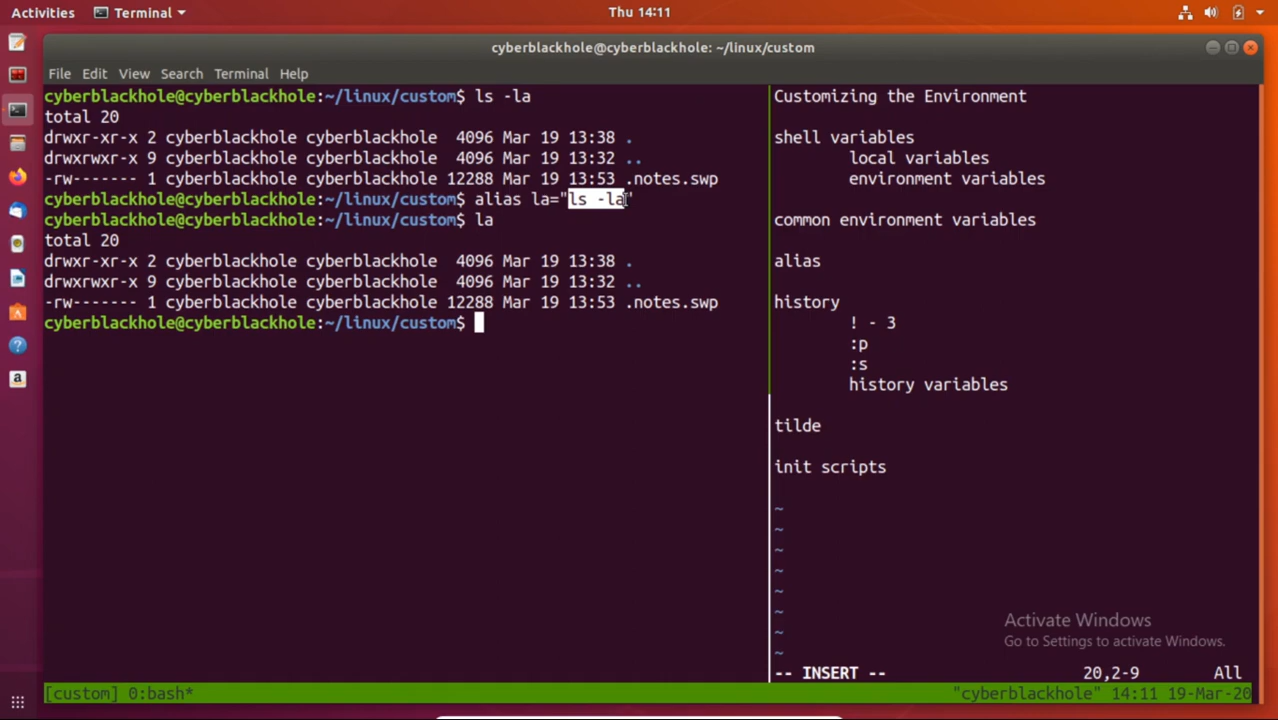 Activities Terminal Thu 14:11
cyberblackhole@cyberblackhole: ~/linux/custom
File Edit View Search Terminal Help
cyberblackhole@cyberblackhole:~/linux/custom$ ls -la
total 20
drwxr-xr-x 2 cyberblackhole cyberblackhole 4096 Mar 19 13:38 .
drwxrwxr-x 9 cyberblackhole cyberblackhole 4096 Mar 19 13:32 ..
-rw------- 1 cyberblackhole cyberblackhole 12288 Mar 19 13:53 .notes.swp
cyberblackhole@cyberblackhole:~/linux/custom$ alias la="ls -la"
cyberblackhole@cyberblackhole:~/linux/custom$ la
total 20
drwxr-xr-x 2 cyberblackhole cyberblackhole 4096 Mar 19 13:38 .
drwxrwxr-x 9 cyberblackhole cyberblackhole 4096 Mar 19 13:32 ..
-rw------- 1 cyberblackhole cyberblackhole 12288 Mar 19 13:53 .notes.swp
cyberblackhole@cyberblackhole:~/linux/custom$
Customizing the Environment
shell variables
local variables
environment variables
common environment variables
alias
history
! - 3
:p
:s
history variables
tilde
init scripts
~
~
~
~
~
~
~
~
Activate Windows
Go to Settings to activate Windows.
-- INSERT -- 20,2-9 All
[custom] 0:bash* "cyberblackhole" 14:11 19-Mar-20